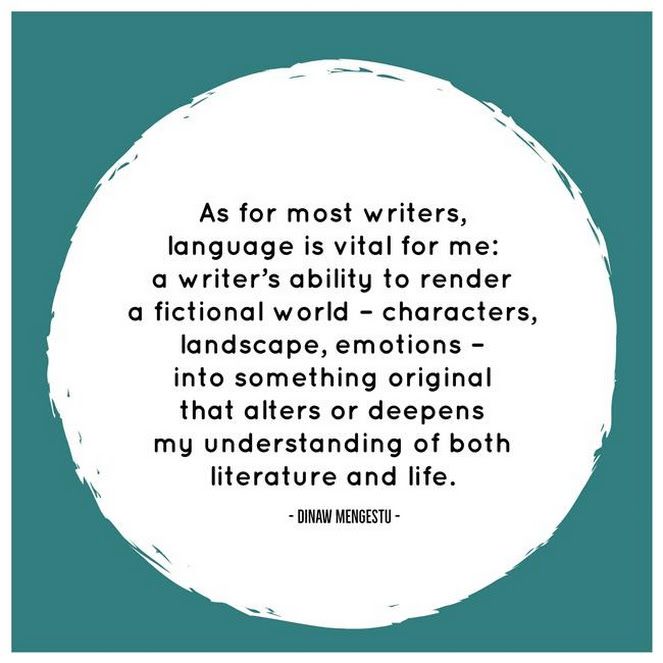 As for most writers,
language is vital for me:
a writer's ability to render
a fictional world – characters,
landscape, emotions –
into something original
that alters or deepens
my understanding of both
literature and life.
- DINAW MENGESTU -